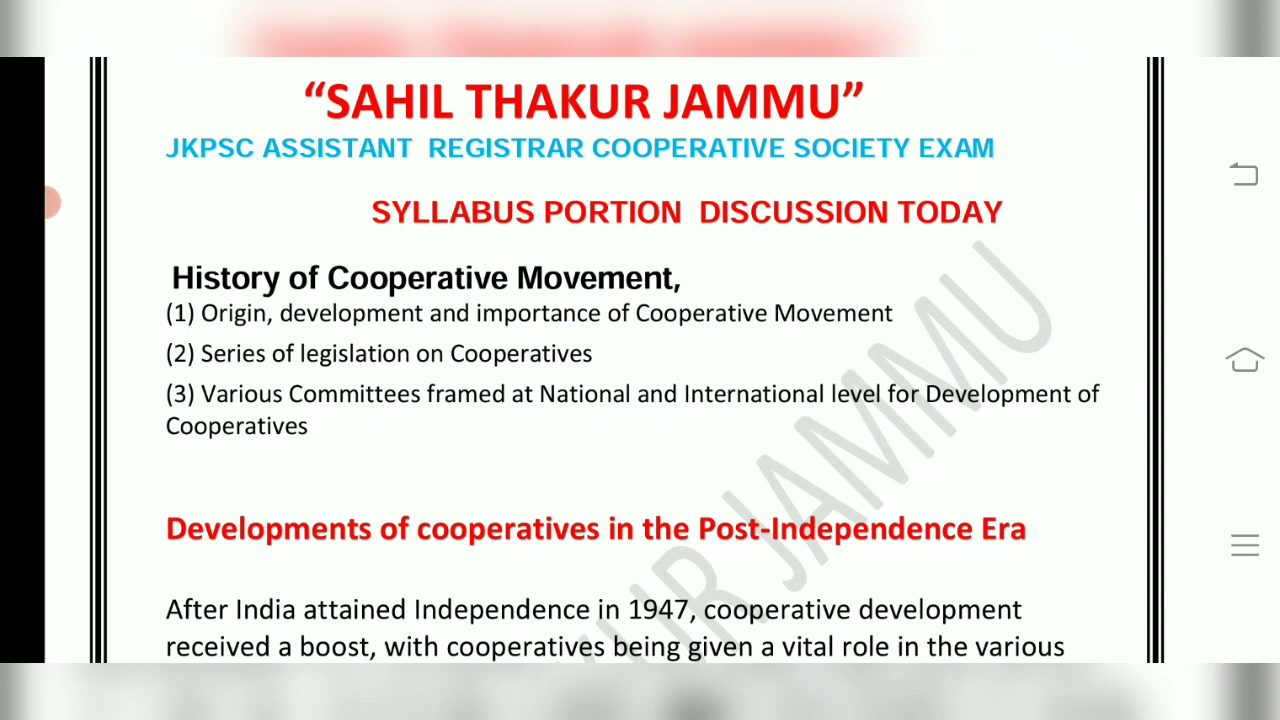 “SAHIL THAKUR JAMMU”
JKPSC ASSISTANT REGISTRAR COOPERATIVE SOCIETY EXAM
SYLLABUS PORTION DISCUSSION TODAY
History of Cooperative Movement,
(1) Origin, development and importance of Cooperative Movement
(2) Series of legislation on Cooperatives
(3) Various Committees framed at National and International level for Development of
Cooperatives
Developments of cooperatives in the Post-Independence Era
After India attained Independence in 1947, cooperative development
received a boost, with cooperatives being given a vital role in the various
KUR JAMMU